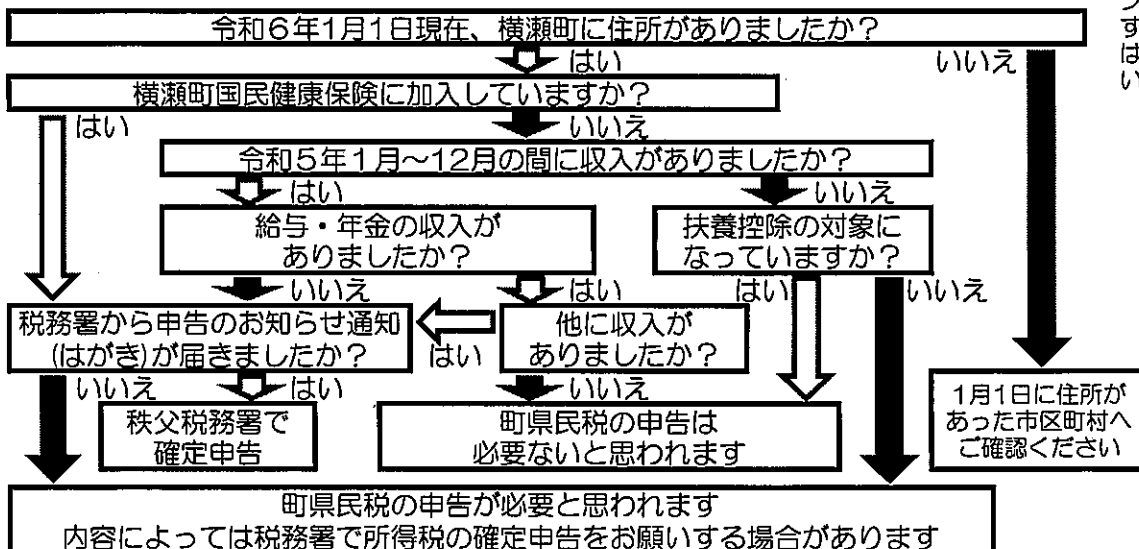 令和6年1月1日現在、横瀬町に住所がありましたか?
はい
いいえ
横瀬町国民健康保険に加入していますか?
はい
いいえ
令和5年1月~12月の間に収入がありましたか?
はい
いいえ
給与・年金の収入が
ありましたか?
扶養控除の対象に
なっていますか?
いいえ
はい
はい
いいえ
税務署から申告のお知らせ通知
(はがき)が届きましたか?
はい
他に収入が
ありましたか?
いいえ
はい
いいえ
秩父税務署で
確定申告
町県民税の申告は
必要ないと思われます
1月1日に住所が
あった市区町村へ
ご確認ください
町県民税の申告が必要と思われます
内容によっては税務署で所得税の確定申告をお願いする場合があります
すはい